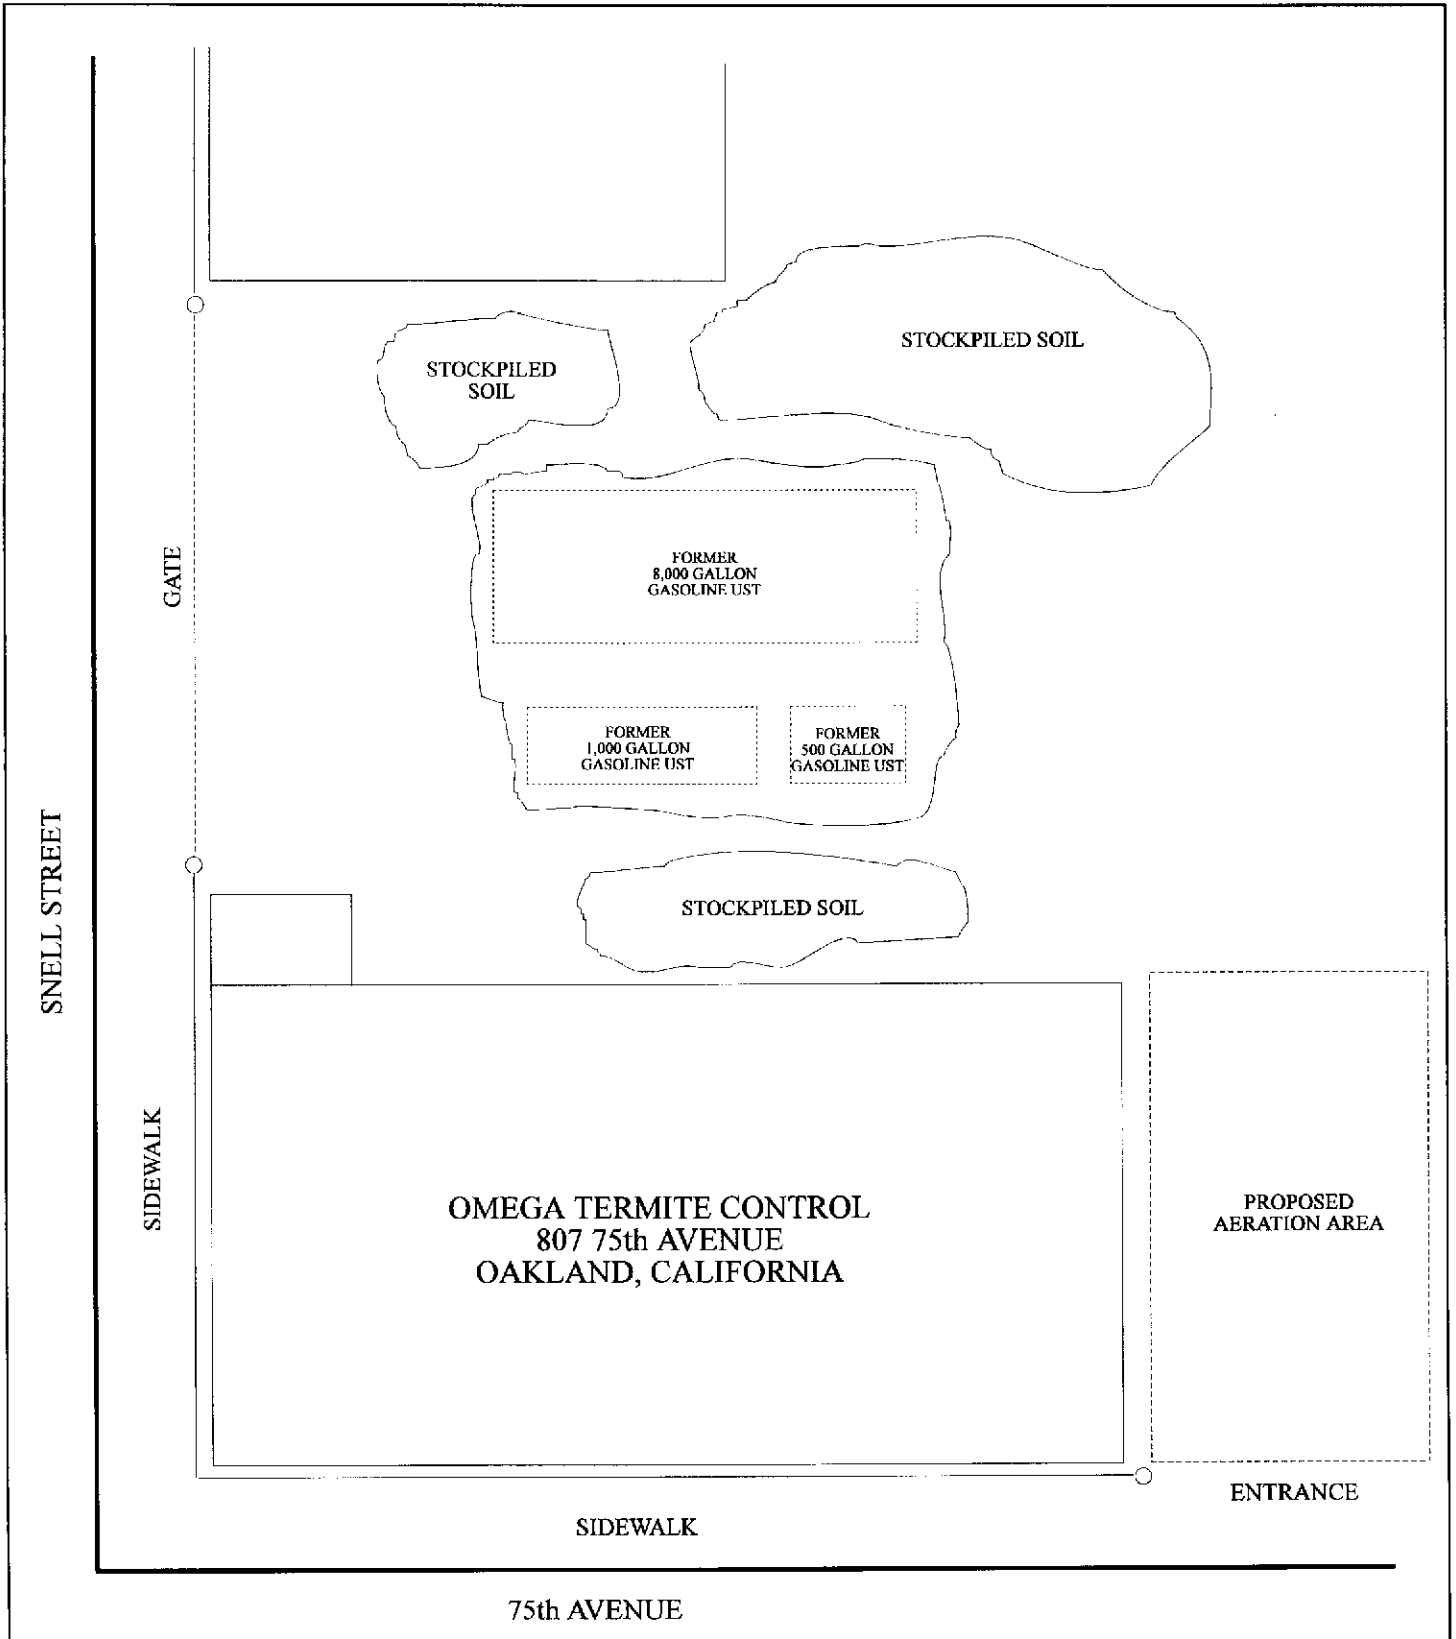 STOCKPILED SOIL
STOCKPILED
SOIL
GATE
FORMER
8,000 GALLON
GASOLINE UST
FORMER
1,000 GALLON
GASOLINE UST
FORMER
500 GALLON
GASOLINE UST
SNELL STREET
STOCKPILED SOIL
SIDEWALK
OMEGA TERMITE CONTROL
807 75th AVENUE
OAKLAND, CALIFORNIA
PROPOSED
AERATION AREA
ENTRANCE
SIDEWALK
75th AVENUE